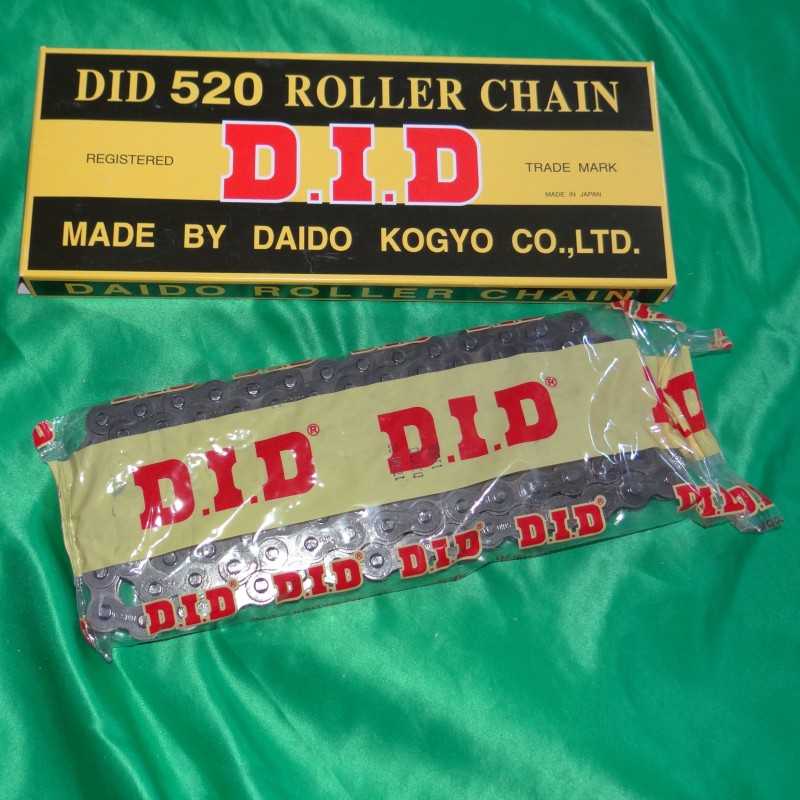 DID 520 ROLLER CHAIN
REGISTERED
D.I.D
TRADE MARK
MADE IN JAPAN
MADE BY DAIDO KOGYO CO.,LTD.
DAIDO ROLLER CHAIN
D.I.D® D.I.D®
D.I.D® D.I.D® D.I.D® D.I.D®